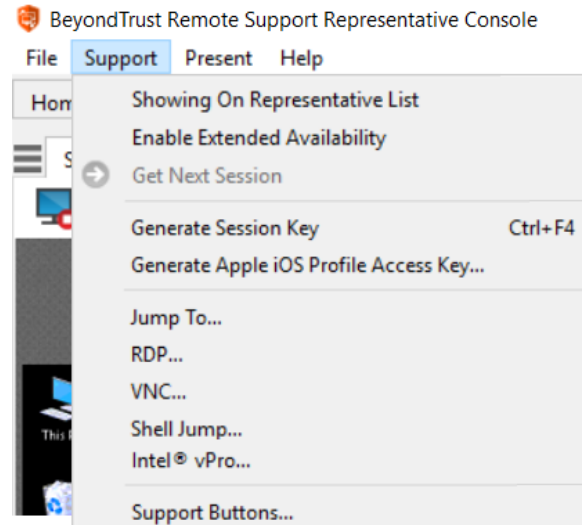 BeyondTrust Remote Support Representative Console
File Support Present Help
Hom
Showing On Representative List
S
Enable Extended Availability
Get Next Session
Generate Session Key Ctrl+F4
Generate Apple iOS Profile Access Key...
Jump To...
RDP...
VNC...
Shell Jump...
This P
Intel® vPro...
Support Buttons...